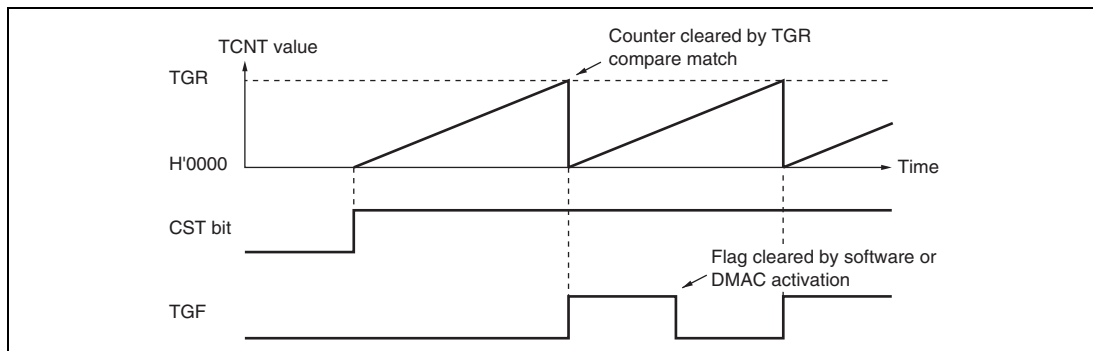 Counter cleared by TGR
compare match
TCNT value
TGR
H'0000
Time
CST bit
Flag cleared by software or
DMAC activation
TGF